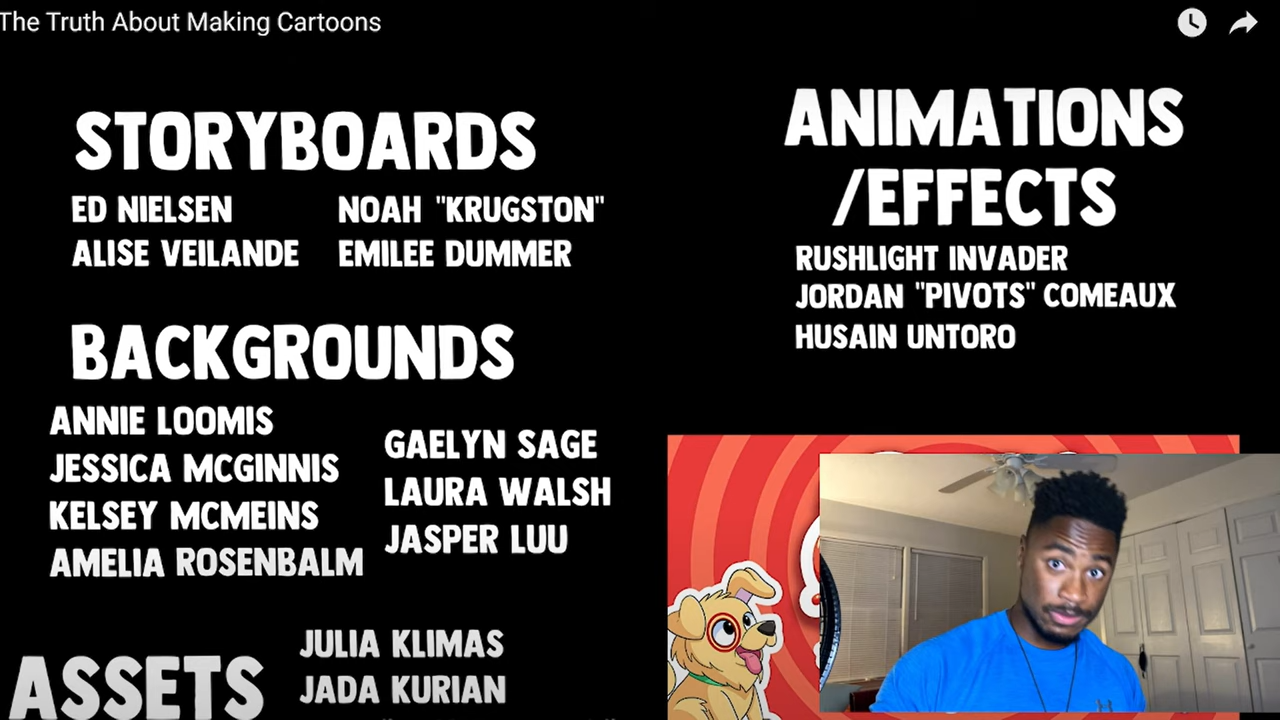 The Truth About Making Cartoons
STORYBOARDS
ED NIELSEN
ALISE VEILANDE
NOAH "KRUGSTON"
EMILEE DUMMER
BACKGROUNDS
ANNIE LOOMIS
JESSICA MCGINNIS
KELSEY MCMEINS
AMELIA ROSENBALM
GAELYN SAGE
LAURA WALSH
JASPER LUU
ASSETS
JULIA KLIMAS
JADA KURIAN
ANIMATIONS
/EFFECTS
RUSHLIGHT INVADER
JORDAN "PIVOTS" COMEAUX
HUSAIN UNTORO